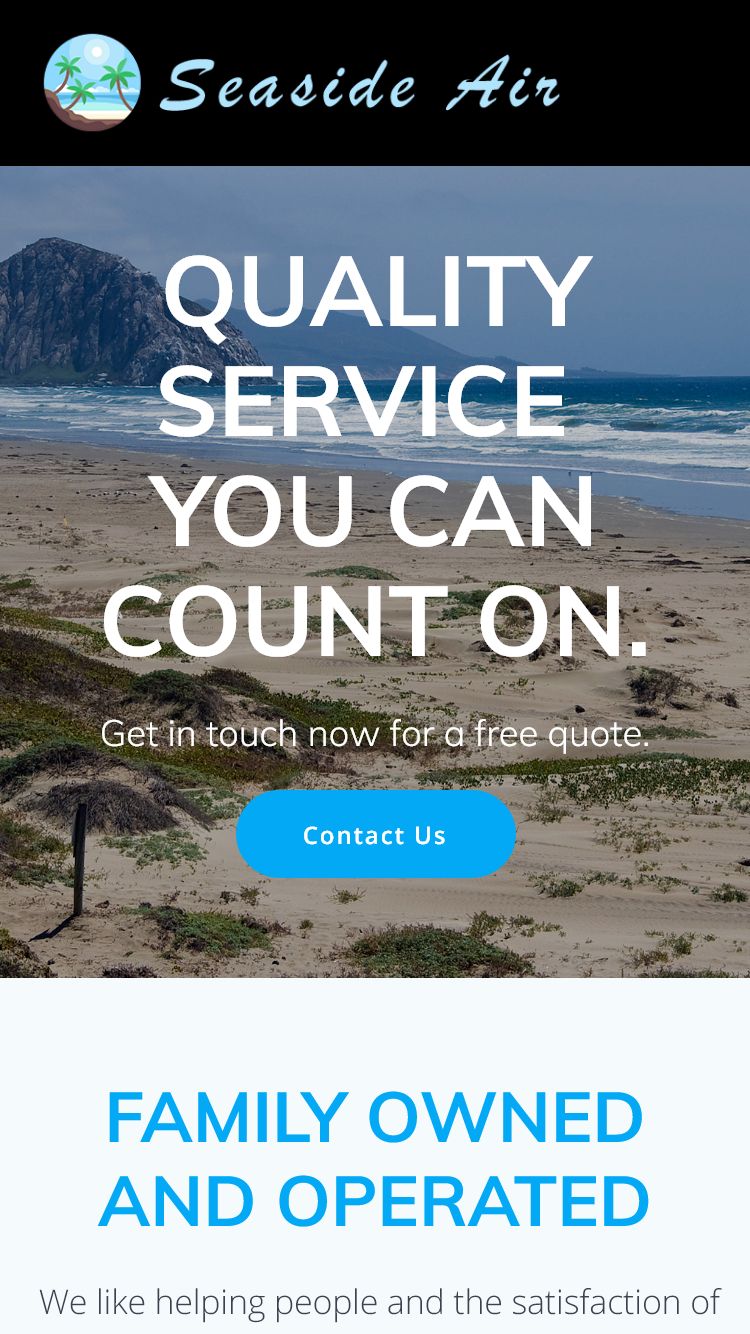 Seaside Air
QUALITY
SERVICE
YOU CAN
COUNT ON.
Get in touch now for a free quote.
Contact Us
FAMILY OWNED
AND OPERATED
We like helping people and the satisfaction of